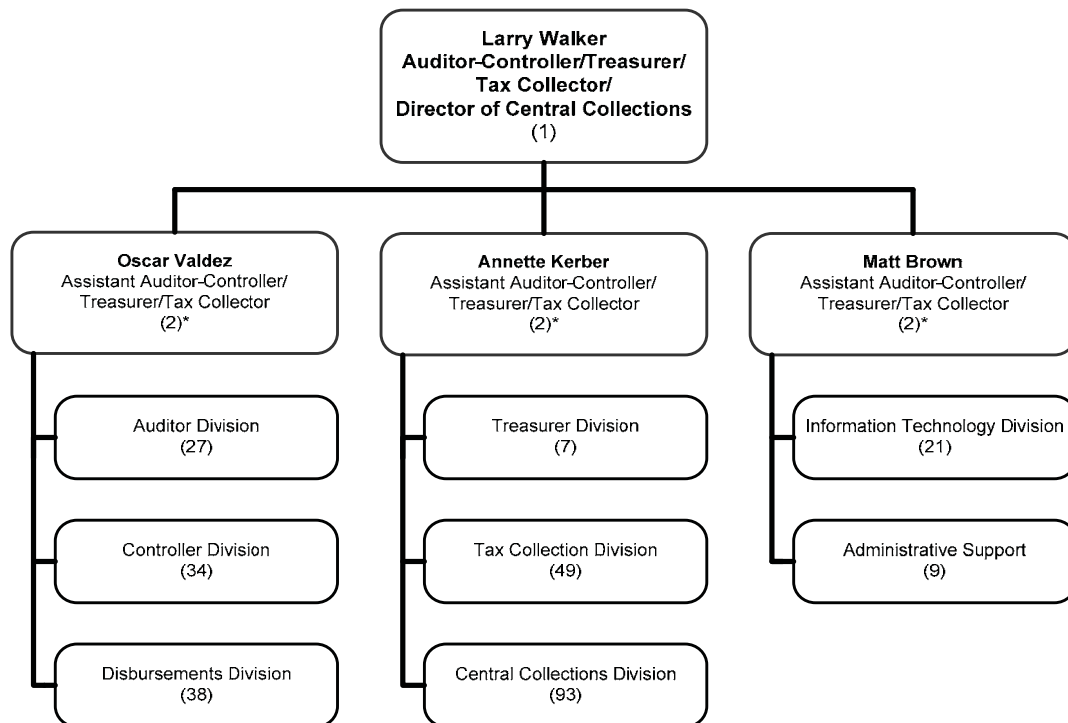 Larry Walker
Auditor-Controller/Treasurer/
Tax Collector/
Director of Central Collections
(1)
Oscar Valdez
Assistant Auditor-Controller/
Treasurer/Tax Collector
(2)*
Annette Kerber
Assistant Auditor-Controller/
Treasurer/Tax Collector
(2)*
Matt Brown
Assistant Auditor-Controller/
Treasurer/Tax Collector
(2)*
Auditor Division
(27)
Treasurer Division
(7)
Information Technology Division
(21)
Controller Division
(34)
Tax Collection Division
(49)
Administrative Support
(9)
Disbursements Division
(38)
Central Collections Division
(93)